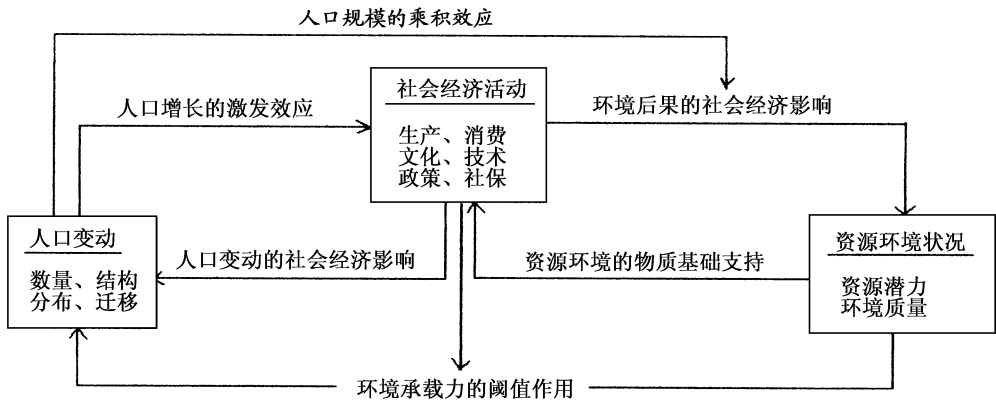 人口规模的乘积效应
社会经济活动
人口增长的激发效应
环境后果的社会经济影响
生产、消费
文化、技术
政策、社保
人口变动
数量、结构
分布、迁移
人口变动的社会经济影响
资源环境的物质基础支持
资源环境状况
资源潜力
环境质量
环境承载力的阈值作用